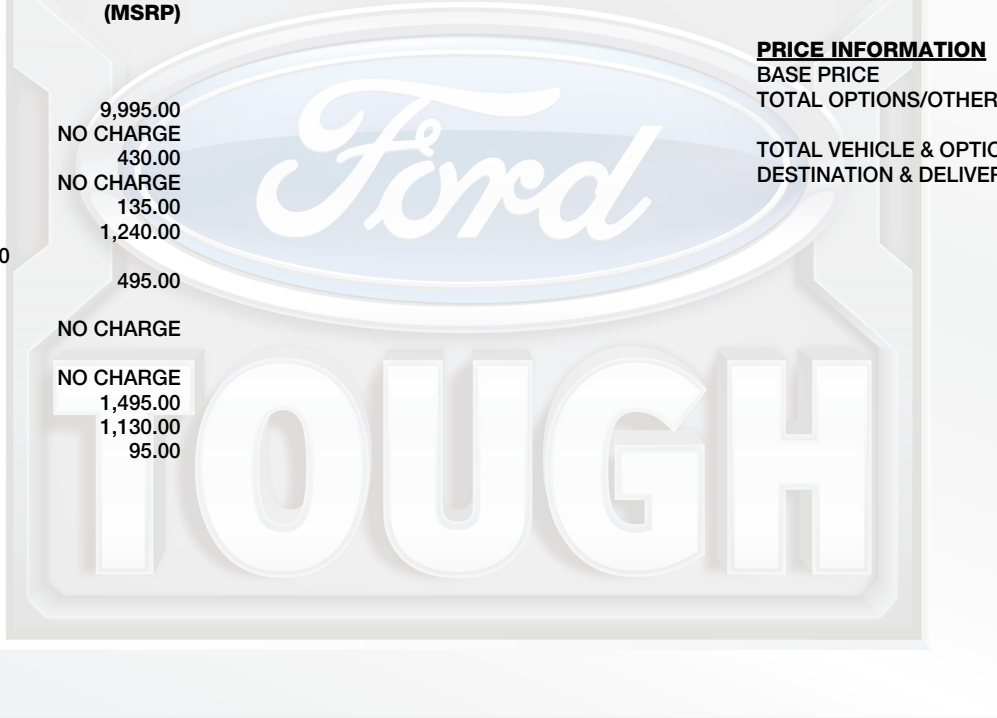 (MSRP)
9,995.00
NO CHARGE
430.00
NO CHARGE
135.00
1,240.00
0
495.00
NO CHARGE
NO CHARGE
1,495.00
1,130.00
95.00
PRICE INFORMATION
BASE PRICE
TOTAL OPTIONS/OTHER
TOTAL VEHICLE & OPTIO
DESTINATION & DELIVER
Ford
TOUGH